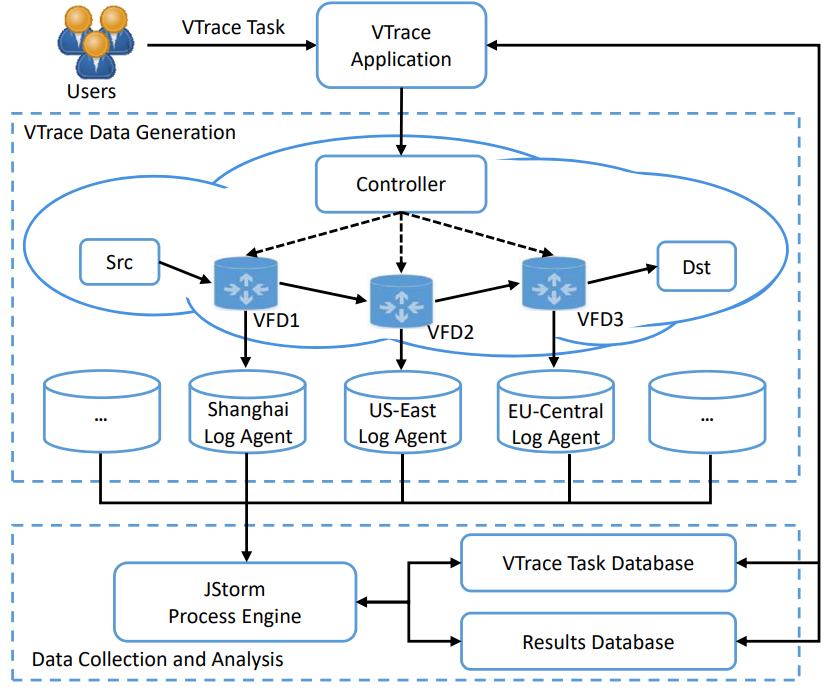 VTrace Task
VTrace
Application
Users
VTrace Data Generation
Controller
Src
Dst
VFD1
VFD2
VFD3
...
Shanghai
Log Agent
US-East
Log Agent
EU-Central
Log Agent
...
JStorm
Process Engine
VTrace Task Database
Results Database
Data Collection and Analysis